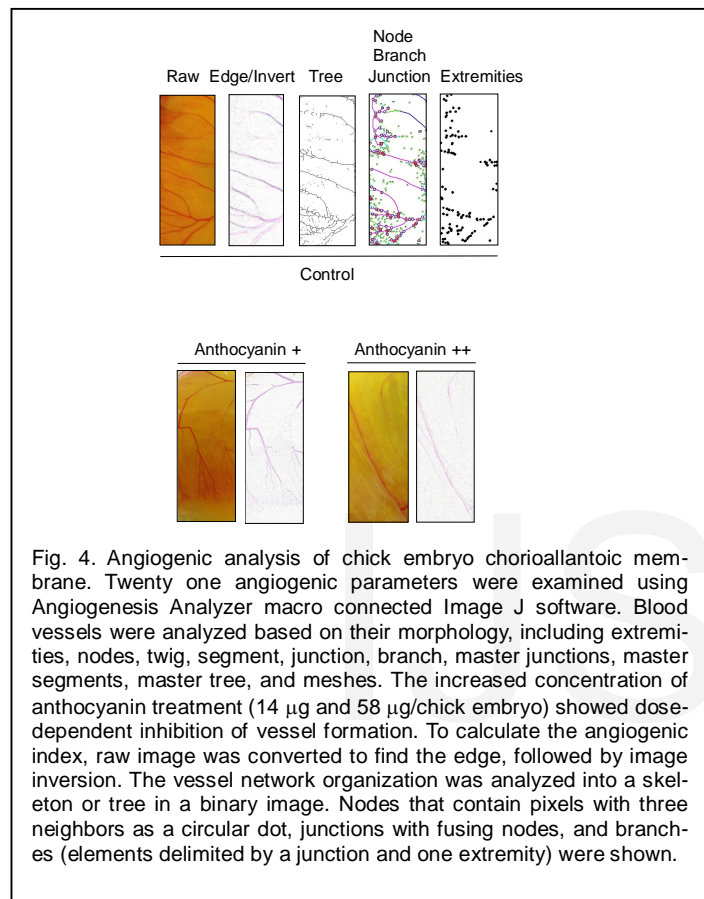 Node
Branch
Raw Edge/Invert Tree Junction Extremities
Control
Anthocyanin + Anthocyanin ++
Fig. 4. Angiogenic analysis of chick embryo chorioallantoic mem-
brane. Twenty one angiogenic parameters were examined using
Angiogenesis Analyzer macro connected Image J software. Blood
vessels were analyzed based on their morphology, including extremi-
ties, nodes, twig, segment, junction, branch, master junctions, master
segments, master tree, and meshes. The increased concentration of
anthocyanin treatment (14 μg and 58 μg/chick embryo) showed dose-
dependent inhibition of vessel formation. To calculate the angiogenic
index, raw image was converted to find the edge, followed by image
inversion. The vessel network organization was analyzed into a skel-
eton or tree in a binary image. Nodes that contain pixels with three
neighbors as a circular dot, junctions with fusing nodes, and branch-
es (elements delimited by a junction and one extremity) were shown.